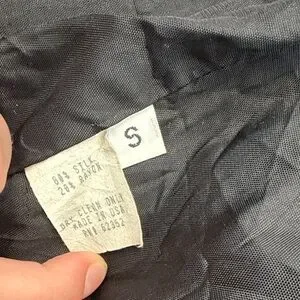 S
80% SILK
20% RAYON
DRY CLEAN ONLY
MADE IN USA
RN# 62352